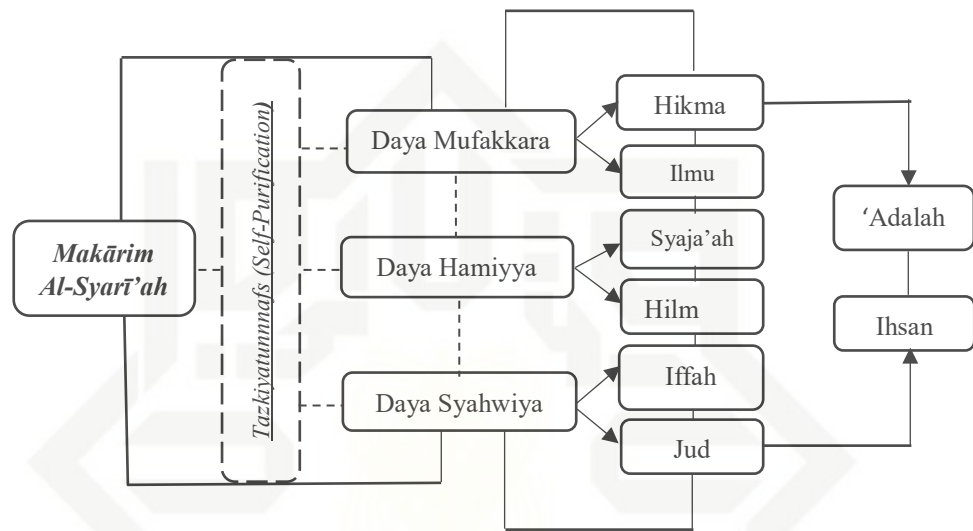 Makārim
Al-Syarī’ah
Tazkiyatunnnafs (Self-Purification)
Daya Mufakkara
Daya Hamiyya
Daya Syahwiya
Hikma
Ilmu
Syaja’ah
Hilm
Iffah
Jud
‘Adalah
Ihsan